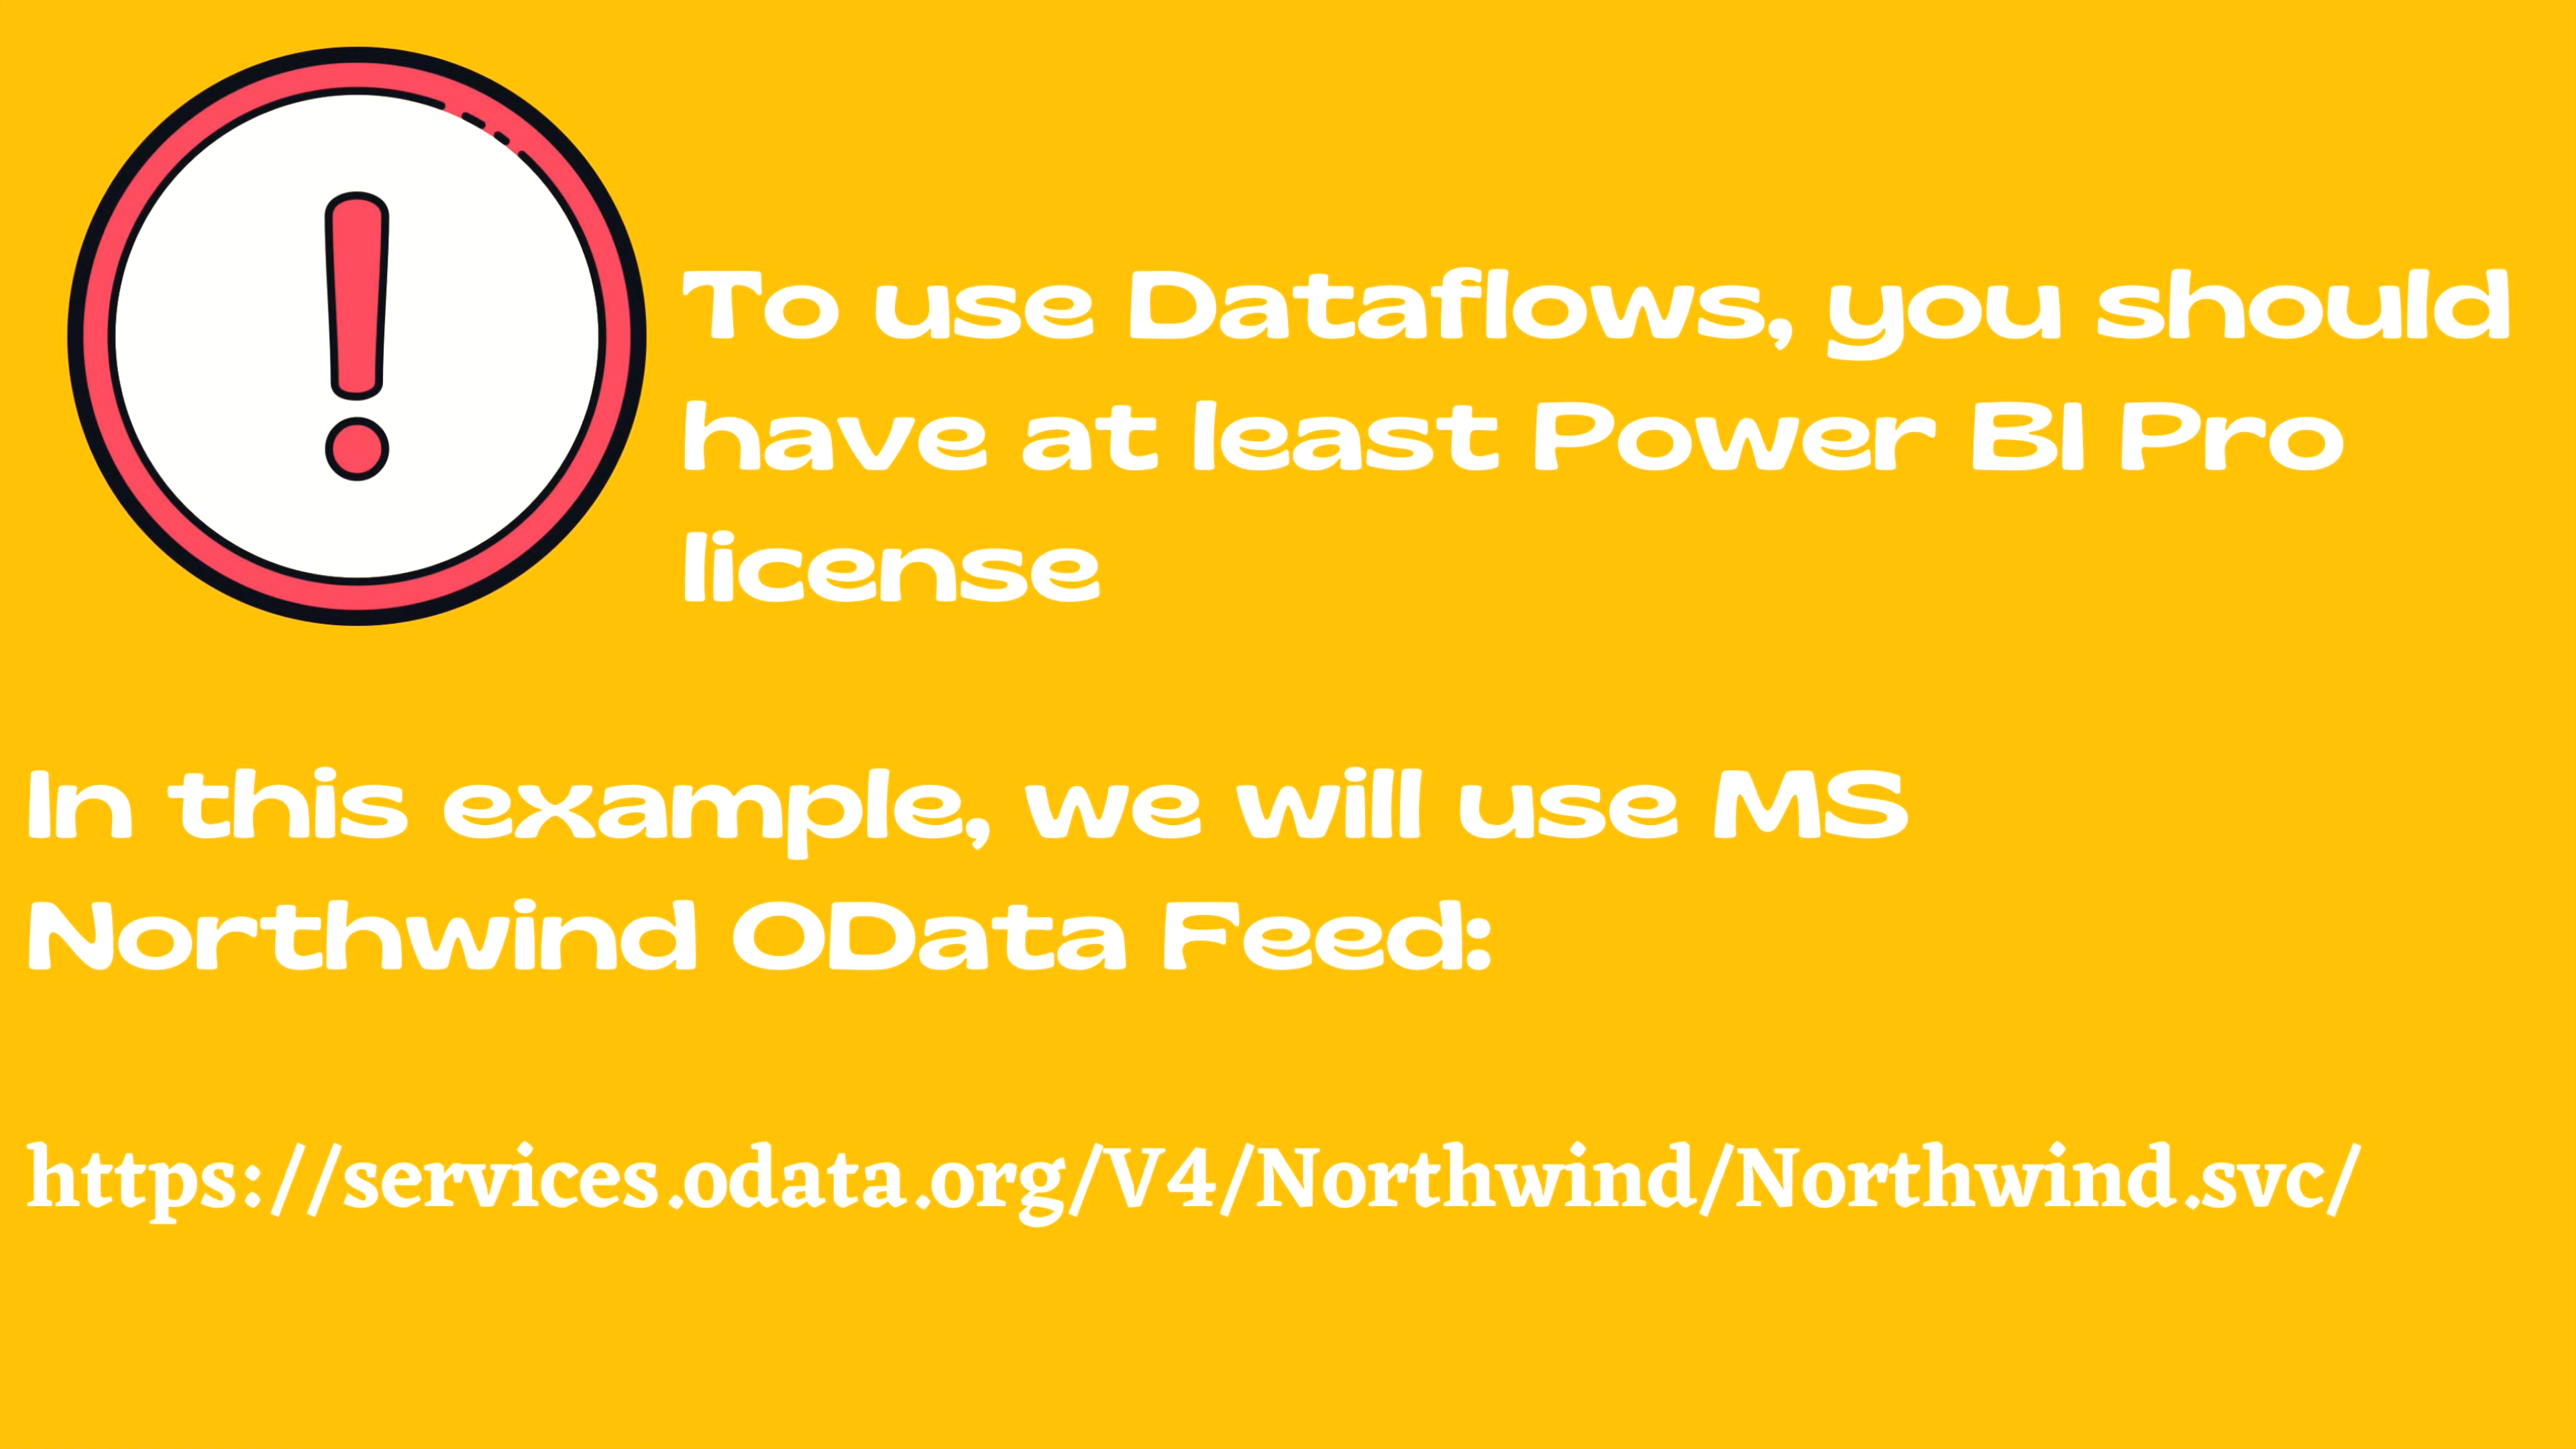 To use Dataflows, you should
have at least Power BI Pro
license
In this example, we will use MS
Northwind OData Feed:
https://services.odata.org/V4/Northwind/Northwind.svc/